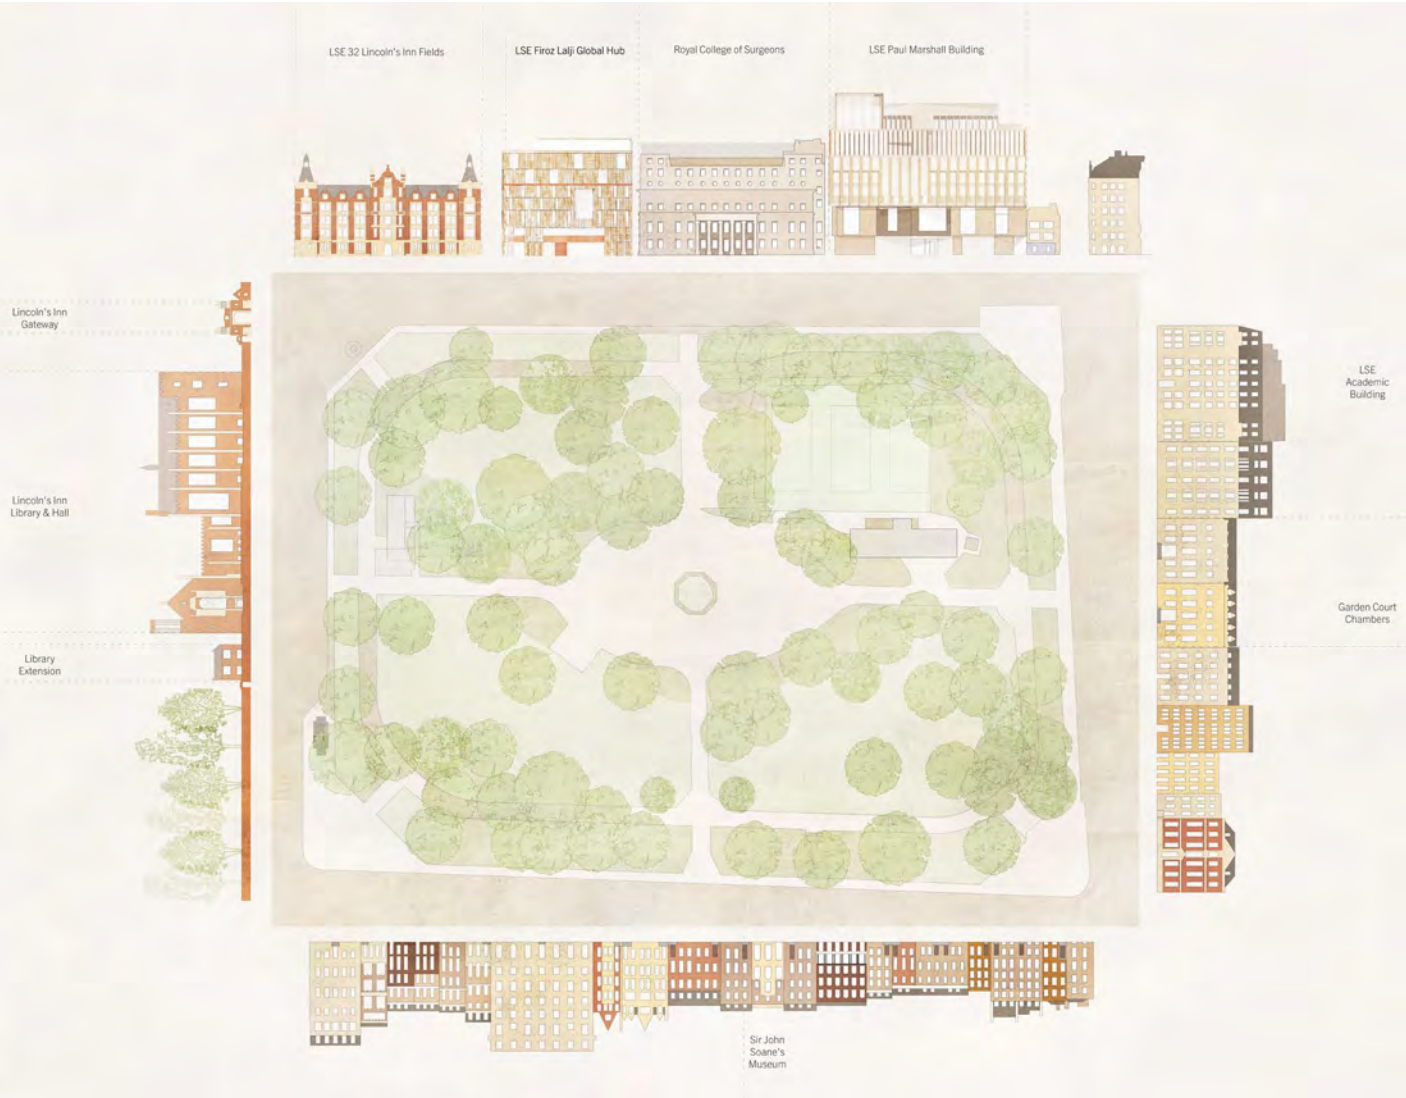 LSE 32 Lincoln's Inn Fields
LSE Firoz Lalji Global Hub
Royal College of Surgeons
LSE Paul Marshall Building
Lincoln's Inn
Gateway
LSE
Academic
Building
Lincoln's Inn
Library & Hall
Garden Court
Chambers
Library
Extension
Sir John
Soane's
Museum